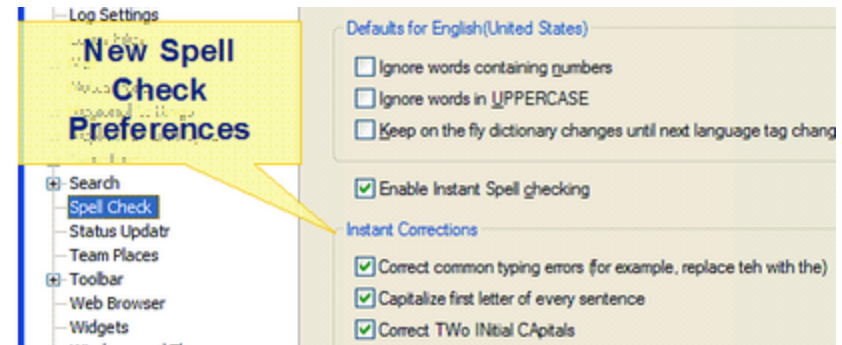 Log Settings
New Spell
Check
Preferences
Search
Spell Check
Status Updatr
Team Places
Toolbar
Web Browser
Widgets
Defaults for English(United States)
Ignore words containing numbers
Ignore words in UPPERCASE
Keep on the fly dictionary changes until next language tag chang
Enable Instant Spell checking
Instant Corrections
Correct common typing errors (for example, replace teh with the)
Capitalize first letter of every sentence
Correct TWo INitial CApitals